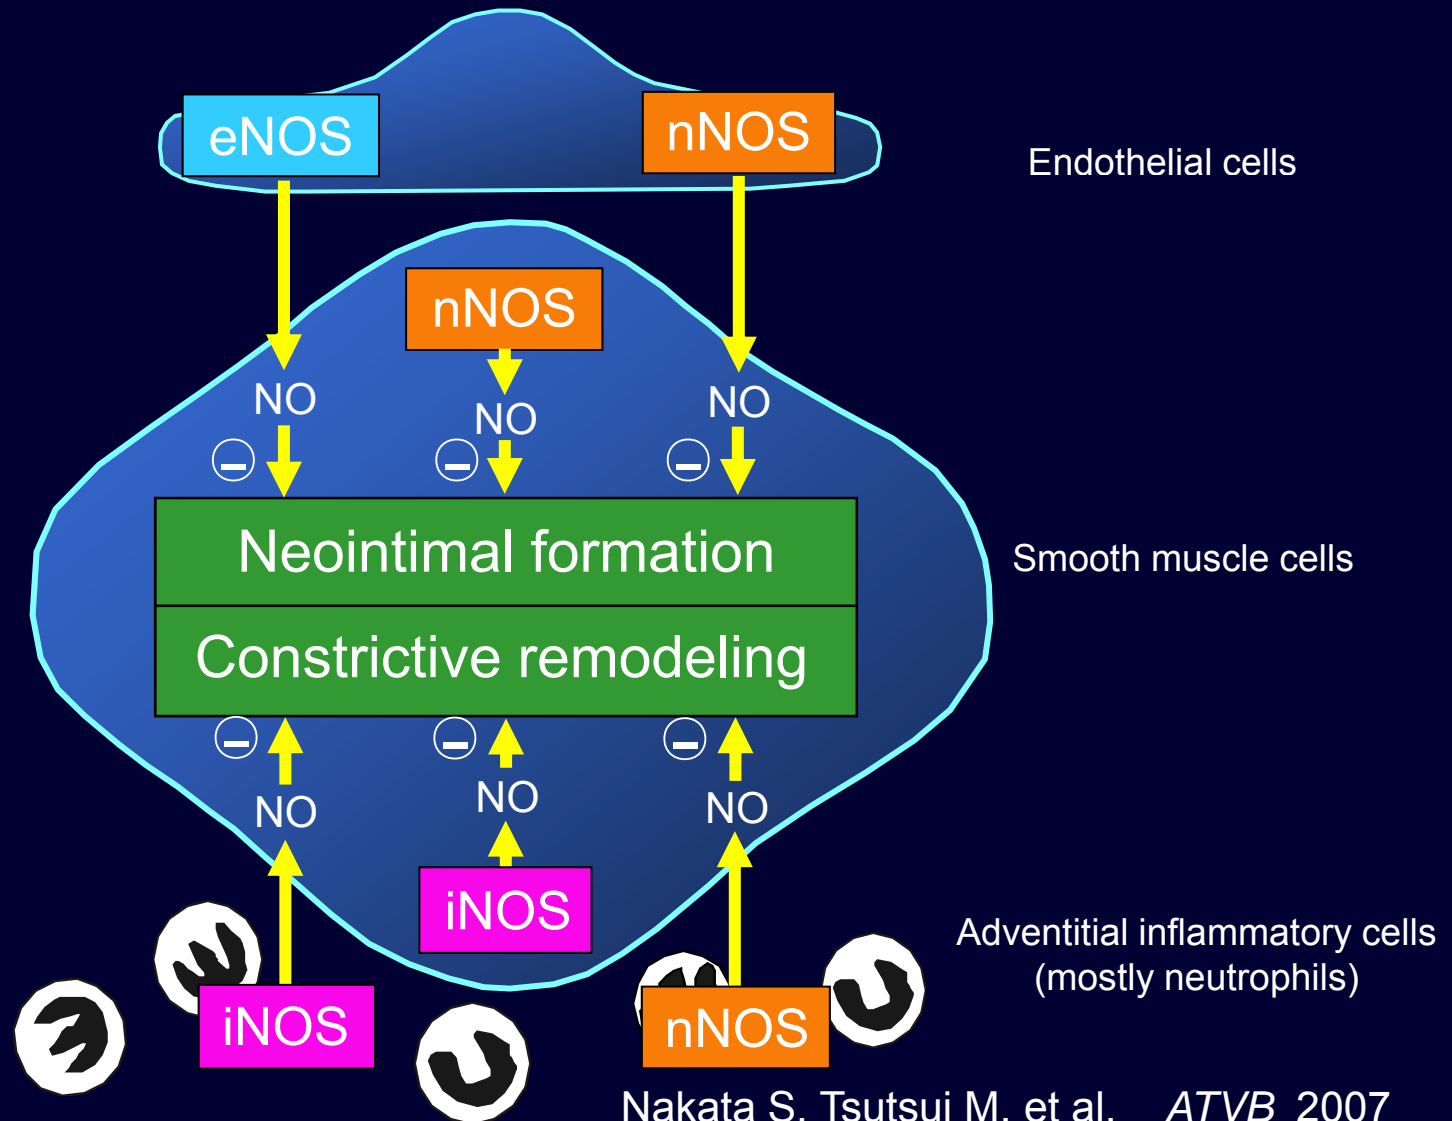 eNOS
nNOS
Endothelial cells
nNOS
NO
NO
NO
Neointimal formation
Smooth muscle cells
Constrictive remodeling
NO
NO
NO
iNOS
Adventitial inflammatory cells
(mostly neutrophils)
iNOS
nNOS
Nakata S, Tsutsui M, et al. ATVB 2007